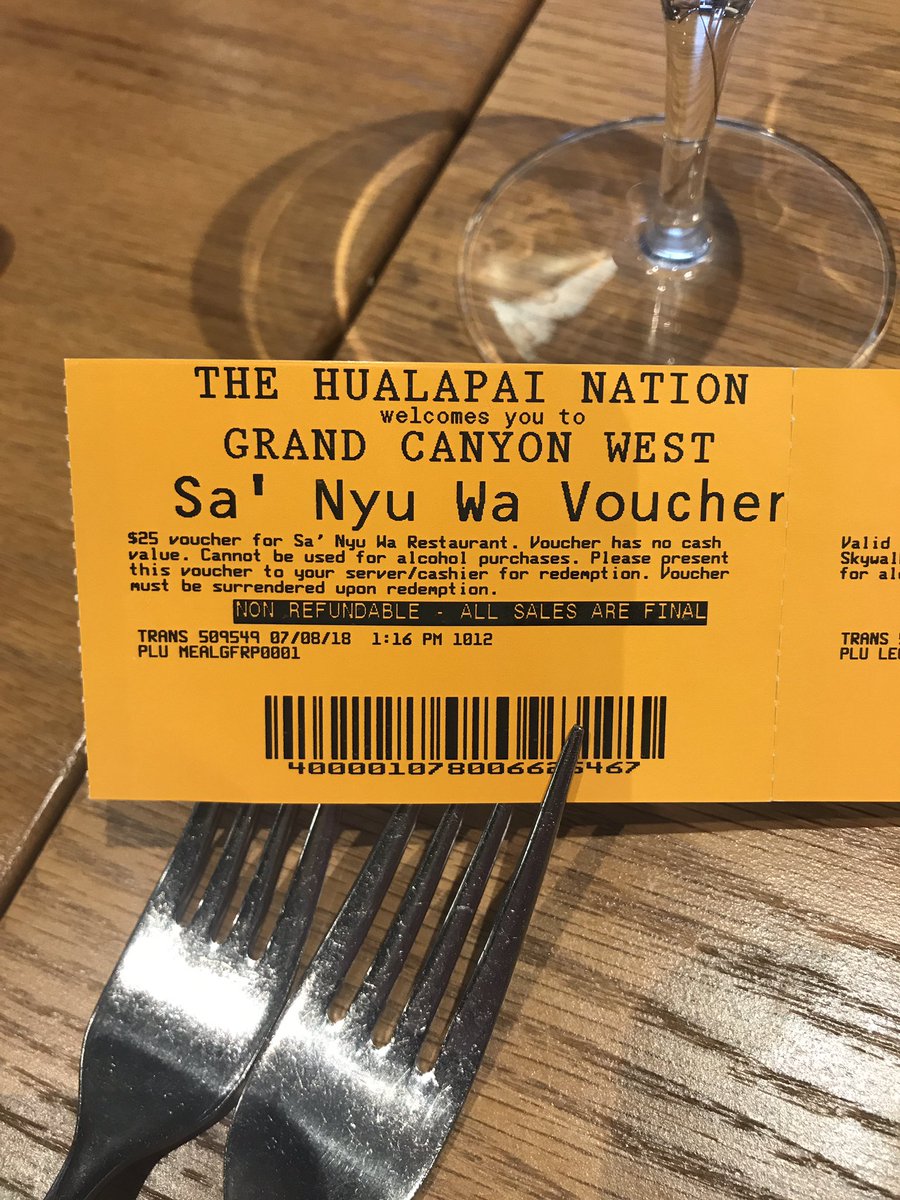 THE HUALAPAI NATION
welcomes you to
GRAND CANYON WEST
Sa' Nyu Wa Voucher
$25 voucher for Sa' Nyu Wa Restaurant. Voucher has no cash
value. Cannot be used for alcohol purchases. Please present
this voucher to your server/cashier for redemption. Voucher
must be surrendered upon redemption.
NON REFUNDABLE - ALL SALES ARE FINAL
TRANS 509549 07/08/18 1:16 PM 1012
PLU MEALGFRP0001
Valid
for
TRANS
PLU